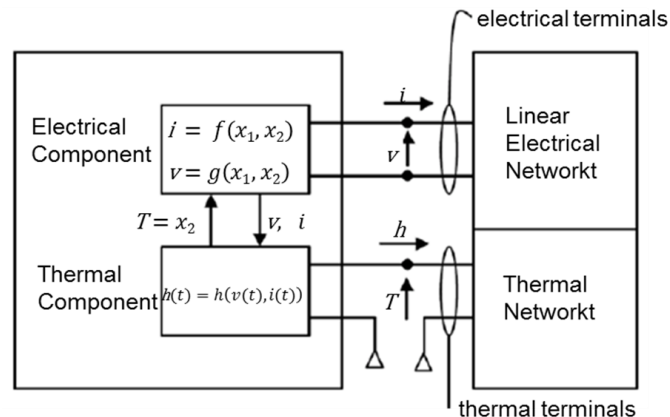 electrical terminals
Electrical
Component
i = f(x₁, x₂)
v = g(x₁, x₂)
i
v
Linear
Electrical
Networkt
T = x₂
v, i
Thermal
Component
h(t) = h(v(t), i(t))
h
T
Thermal
Networkt
thermal terminals